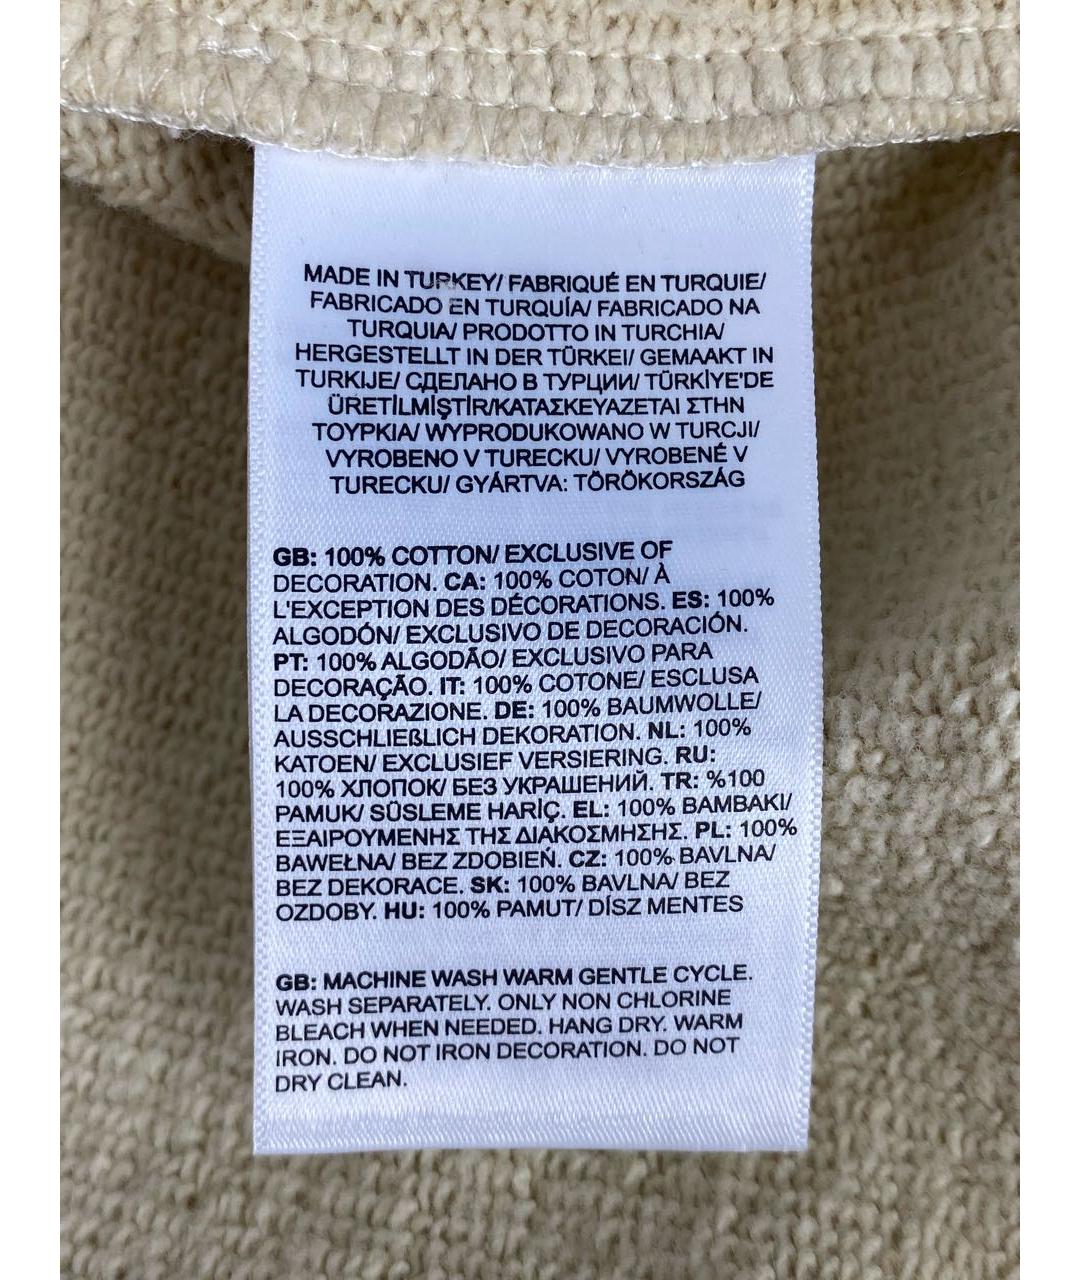 MADE IN TURKEY/ FABRIQUÉ EN TURQUIE/
FABRICADO EN TURQUÍA/ FABRICADO NA
TURQUIA/ PRODOTTO IN TURCHIA/
HERGESTELLT IN DER TÜRKEI/ GEMAAKT IN
TURKIJE/ СДЕЛАНО В ТУРЦИИ/ TÜRKİYE'DE
ÜRETİLMİŞTİR/ΚΑΤΑΣΚΕΥΑΖΕΤΑΙ ΣΤΗΝ
ΤΟΥΡΚΙΑ/ WYPRODUKOWANO W TURCJI/
VYROBENO V TURECKU/ VYROBENÉ V
TURECKU/ GYÁRTVA: TÖRÖKORSZÁG
GB: 100% COTTON/ EXCLUSIVE OF
DECORATION. CA: 100% COTON/ À
L'EXCEPTION DES DÉCORATIONS. ES: 100%
ALGODÓN/ EXCLUSIVO DE DECORACIÓN.
PT: 100% ALGODÃO/ EXCLUSIVO PARA
DECORAÇÃO. IT: 100% COTONE/ ESCLUSA
LA DECORAZIONE. DE: 100% BAUMWOLLE/
AUSSCHLIEßLICH DEKORATION. NL: 100%
KATOEN/ EXCLUSIEF VERSIERING. RU:
100% ХЛОПОК/ БЕЗ УКРАШЕНИЙ. TR: %100
PAMUK/ SÜSLEME HARİÇ. EL: 100% ΒΑΜΒΑΚΙ/
ΕΞΑΙΡΟΥΜΕΝΗΣ ΤΗΣ ΔΙΑΚΟΣΜΗΣΗΣ. PL: 100%
BAWEŁNA/ BEZ ZDOBIEŃ. CZ: 100% BAVLNA/
BEZ DEKORACE. SK: 100% BAVLNA/ BEZ
OZDOBY. HU: 100% PAMUT/ DÍSZ MENTES
GB: MACHINE WASH WARM GENTLE CYCLE.
WASH SEPARATELY. ONLY NON CHLORINE
BLEACH WHEN NEEDED. HANG DRY. WARM
IRON. DO NOT IRON DECORATION. DO NOT
DRY CLEAN.